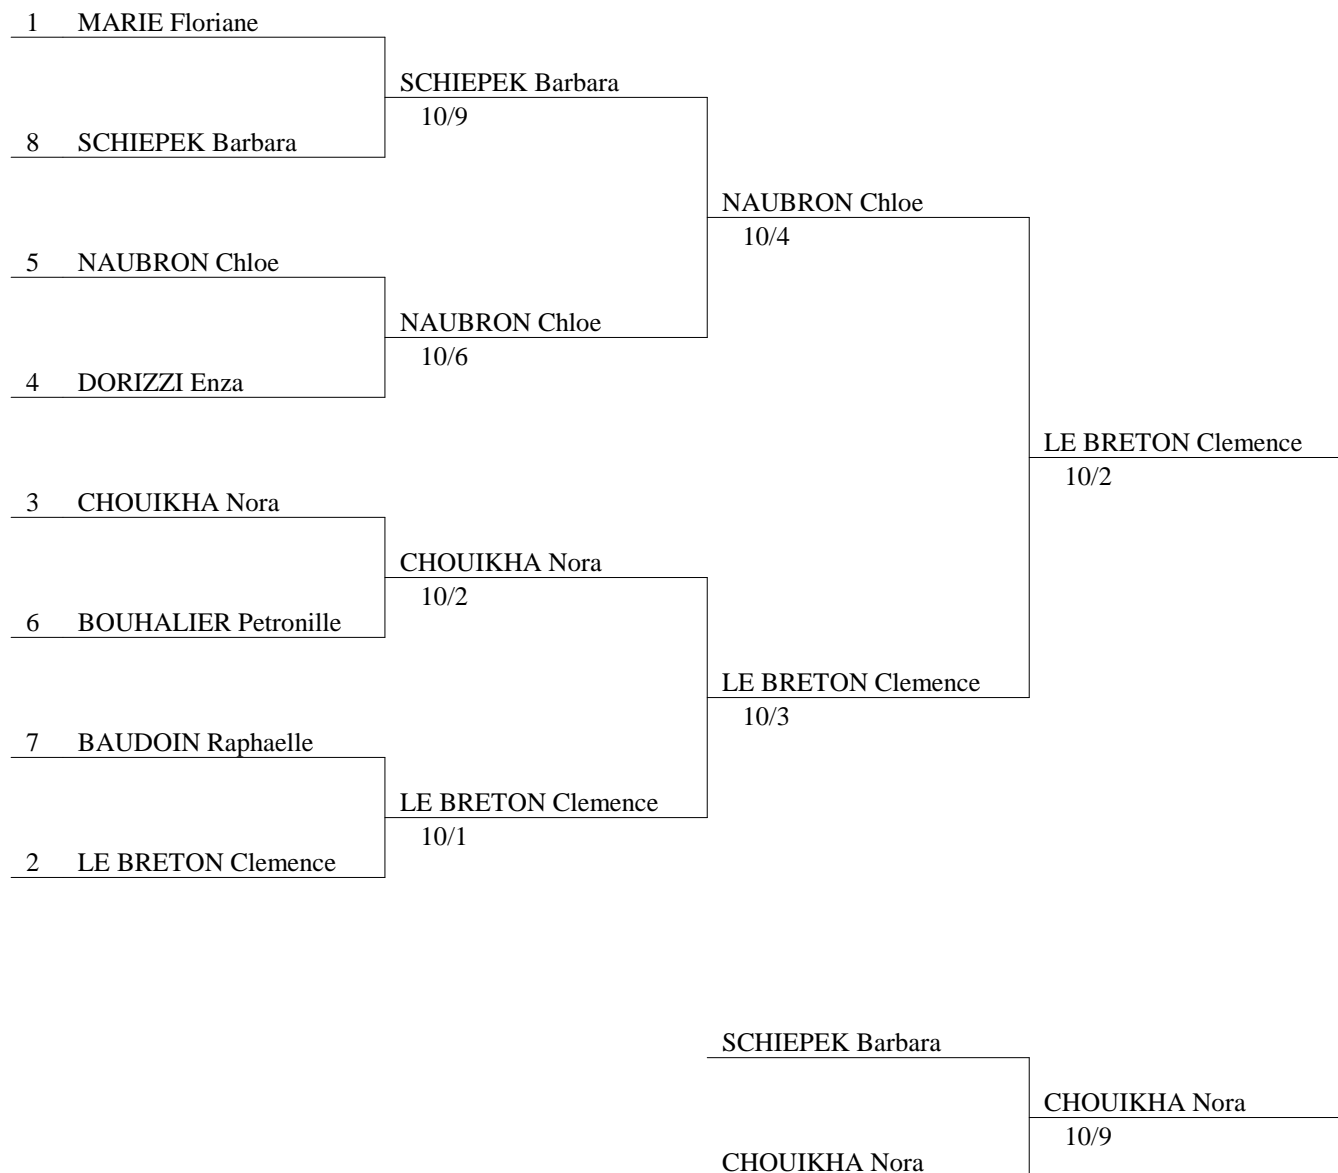 1 MARIE Floriane
SCHIEPEK Barbara
10/9
8 SCHIEPEK Barbara
NAUBRON Chloe
10/4
5 NAUBRON Chloe
NAUBRON Chloe
10/6
4 DORIZZI Enza
LE BRETON Clemence
10/2
3 CHOUIKHA Nora
CHOUIKHA Nora
10/2
6 BOUHALIER Petronille
LE BRETON Clemence
10/3
7 BAUDOIN Raphaelle
LE BRETON Clemence
10/1
2 LE BRETON Clemence
SCHIEPEK Barbara
CHOUIKHA Nora
10/9
CHOUIKHA Nora